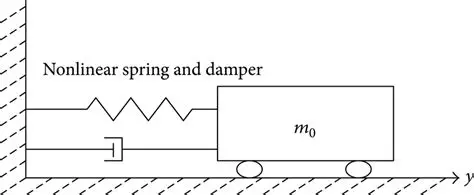 Nonlinear spring and damper
m₀
y